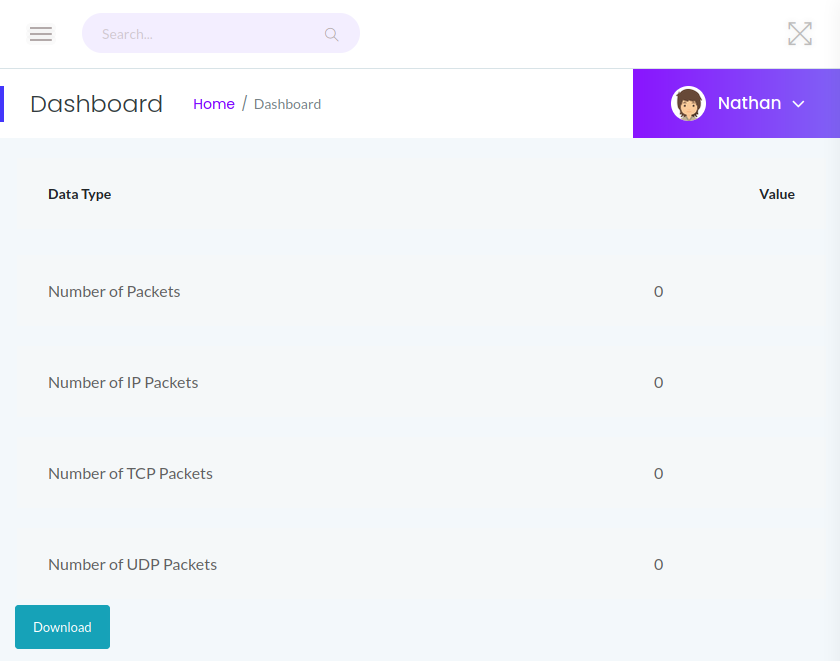 Search...
Dashboard Home / Dashboard Nathan
Data Type Value
Number of Packets 0
Number of IP Packets 0
Number of TCP Packets 0
Number of UDP Packets 0
Download